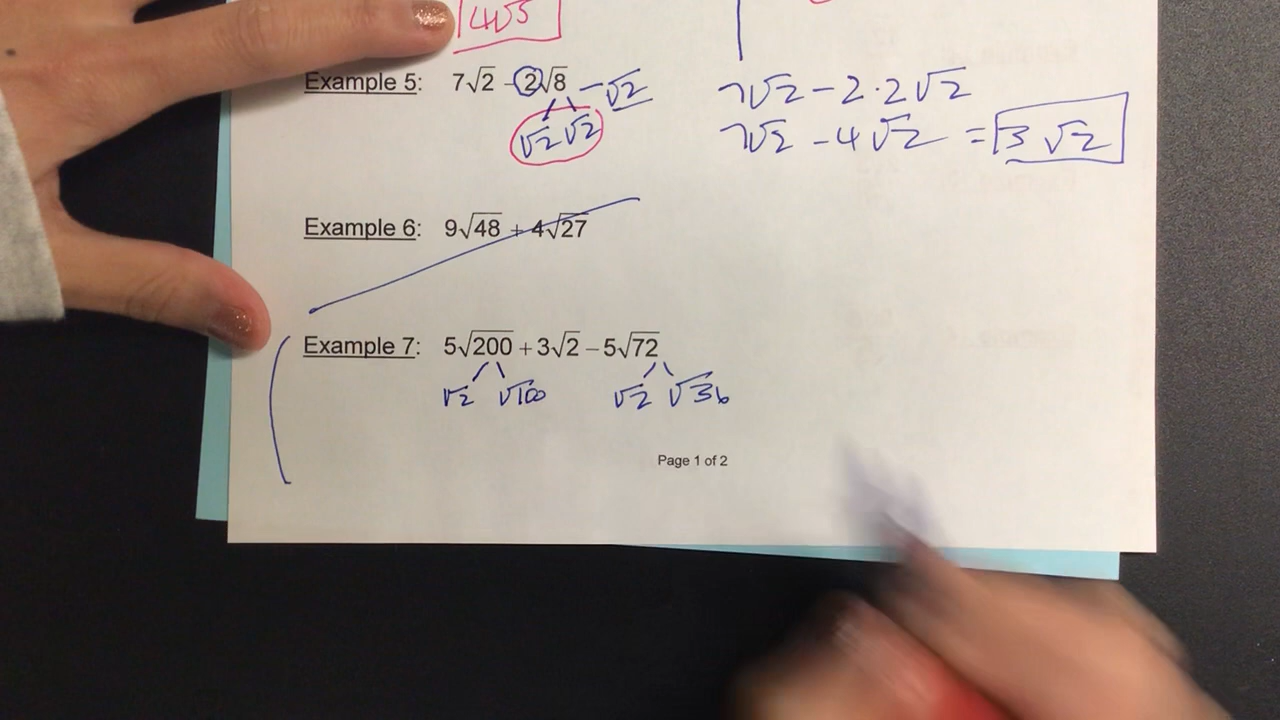 4√5
Example 5: 7√2 - 2√8 - √2
√2 √2
7√2 - 2·2√2
7√2 - 4√2 = 3√2
Example 6: 9√48 + 4√27
Example 7: 5√200 + 3√2 - 5√72
√2 √100 √2 √36
Page 1 of 2